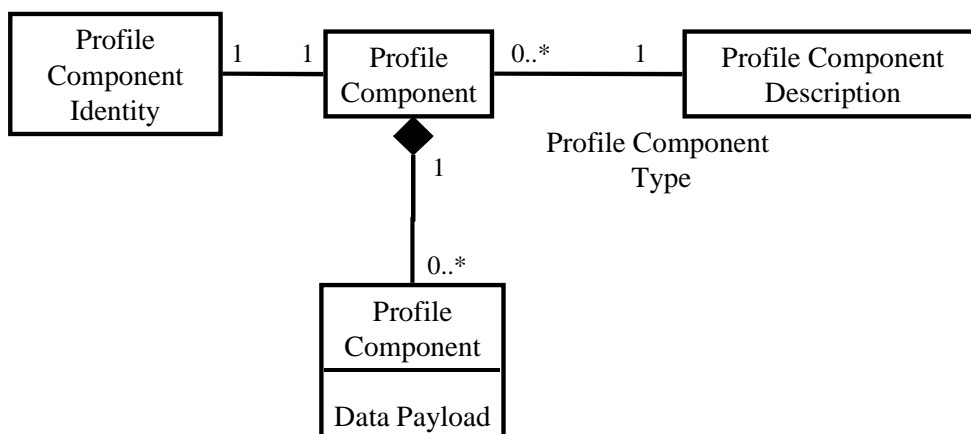 Profile
Component
Identity
1
1
Profile
Component
0..*
1
Profile Component
Description
Profile Component
Type
1
0..*
Profile
Component
Data Payload